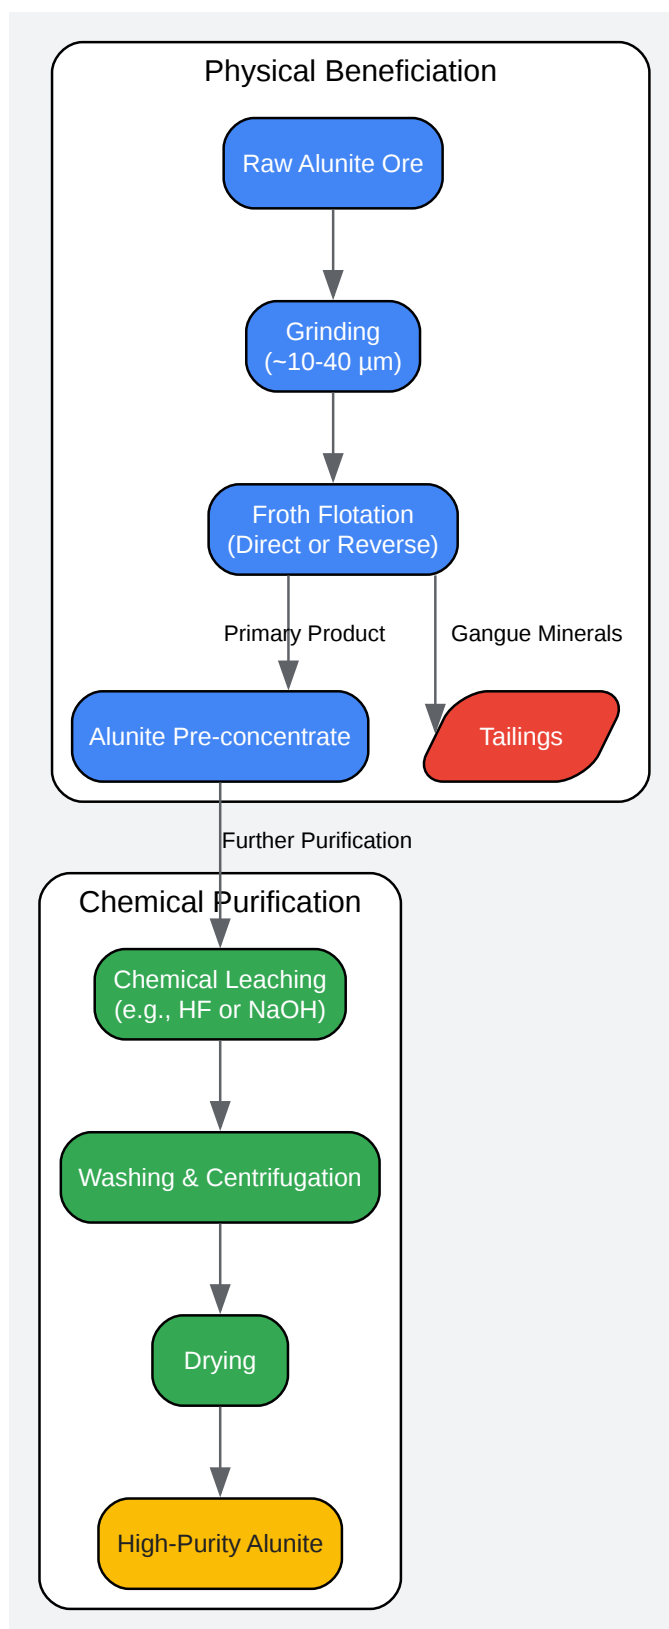 Physical Beneficiation
Raw Alunite Ore
Grinding
(~10-40 µm)
Froth Flotation
(Direct or Reverse)
Primary Product
Gangue Minerals
Alunite Pre-concentrate
Tailings
Further Purification
Chemical Purification
Chemical Leaching
(e.g., HF or NaOH)
Washing & Centrifugation
Drying
High-Purity Alunite